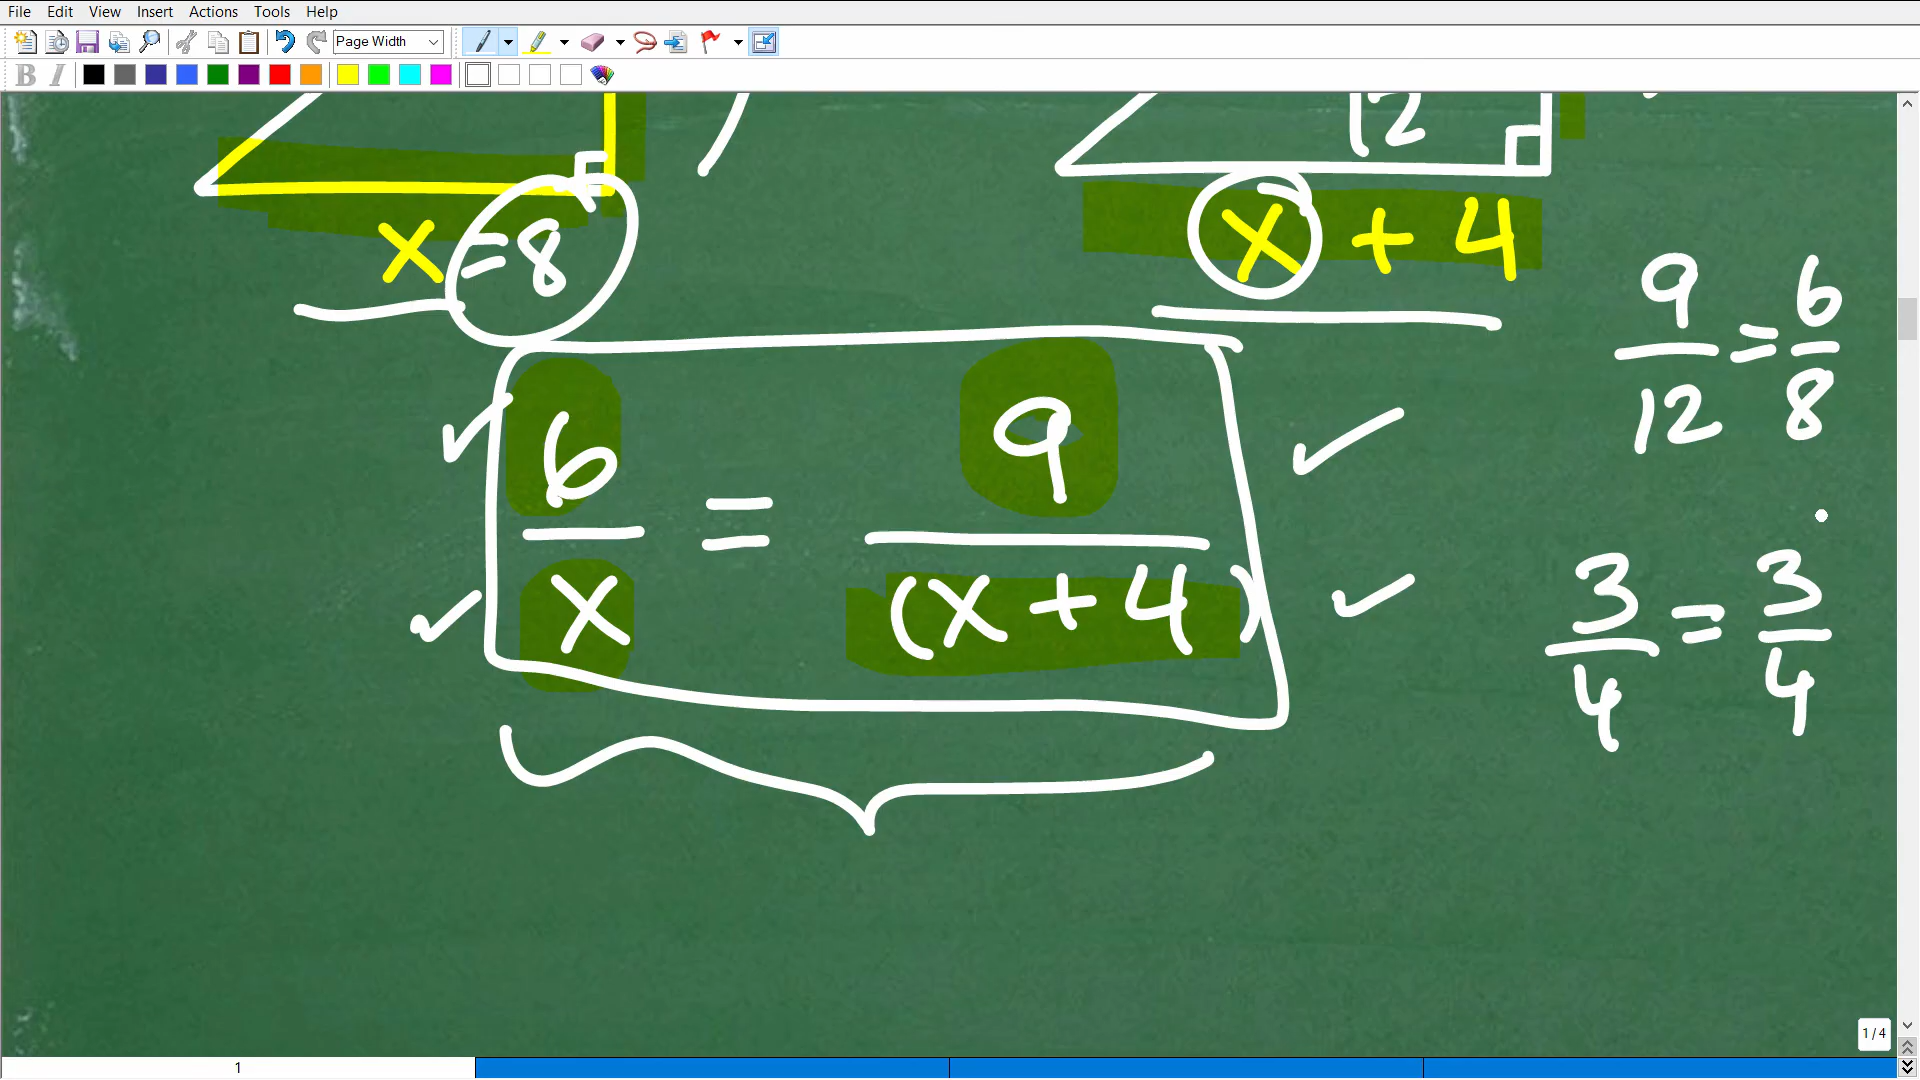 File Edit View Insert Actions Tools Help
Page Width
B I
12
x = 8
x + 4
9/12 = 6/8
6/x = 9/(x + 4)
3/4 = 3/4
1 / 4
1